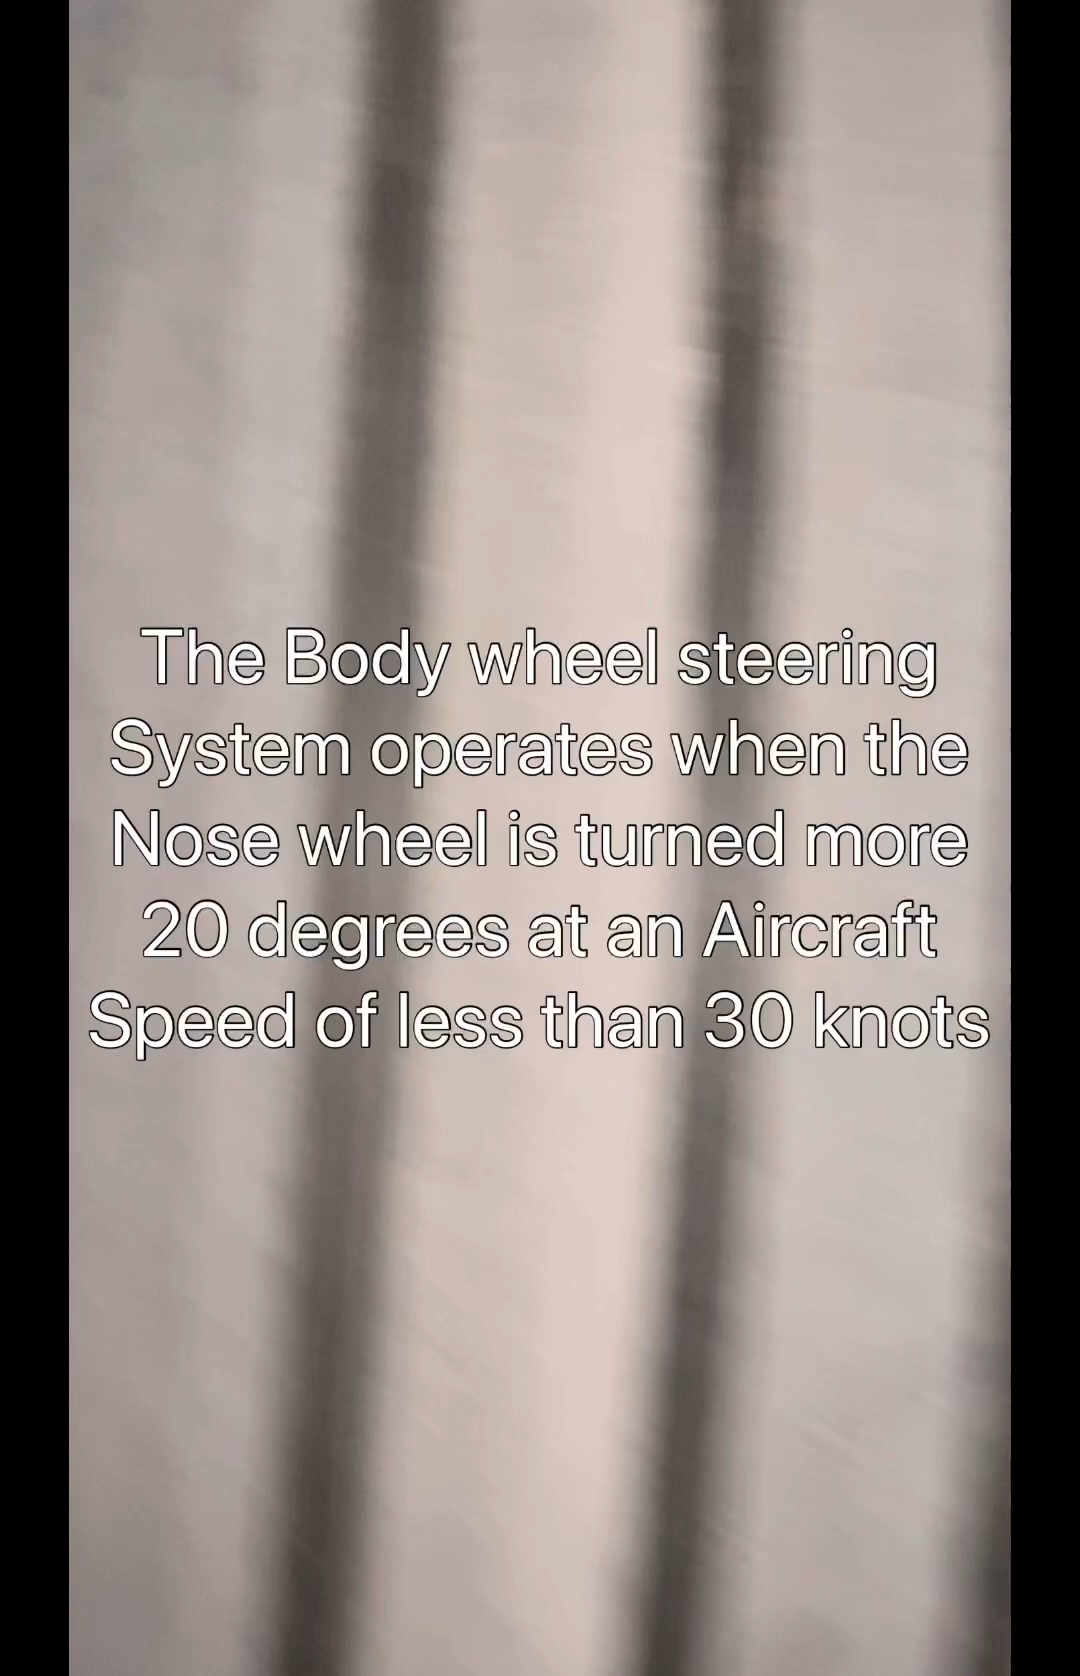 The Body wheel steering
System operates when the
Nose wheel is turned more
20 degrees at an Aircraft
Speed of less than 30 knots